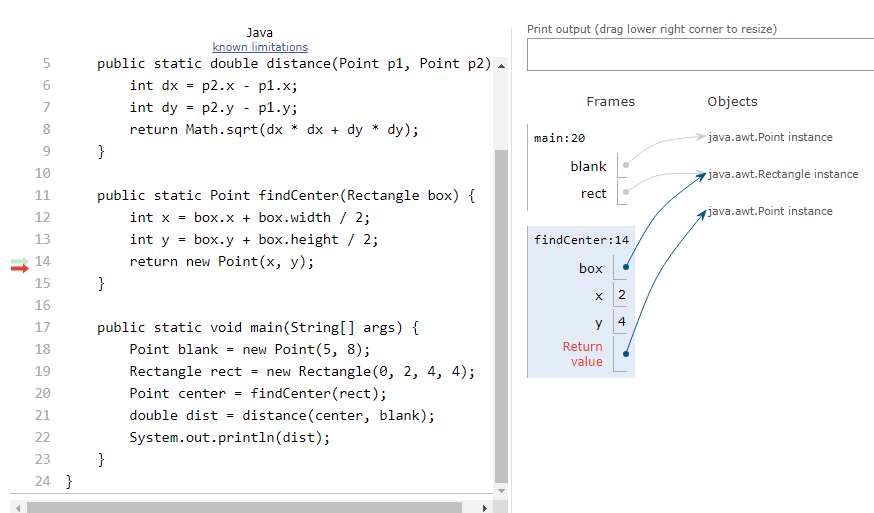 Java
known limitations
5 public static double distance(Point p1, Point p2)
6 int dx = p2.x - p1.x;
7 int dy = p2.y - p1.y;
8 return Math.sqrt(dx * dx + dy * dy);
9 }
10
11 public static Point findCenter(Rectangle box) {
12 int x = box.x + box.width / 2;
13 int y = box.y + box.height / 2;
14 return new Point(x, y);
15 }
16
17 public static void main(String[] args) {
18 Point blank = new Point(5, 8);
19 Rectangle rect = new Rectangle(0, 2, 4, 4);
20 Point center = findCenter(rect);
21 double dist = distance(center, blank);
22 System.out.println(dist);
23 }
24 }
Print output (drag lower right corner to resize)
Frames Objects
main:20
blank
rect
findCenter:14
box
x 2
y 4
Return
value
java.awt.Point instance
java.awt.Rectangle instance
java.awt.Point instance